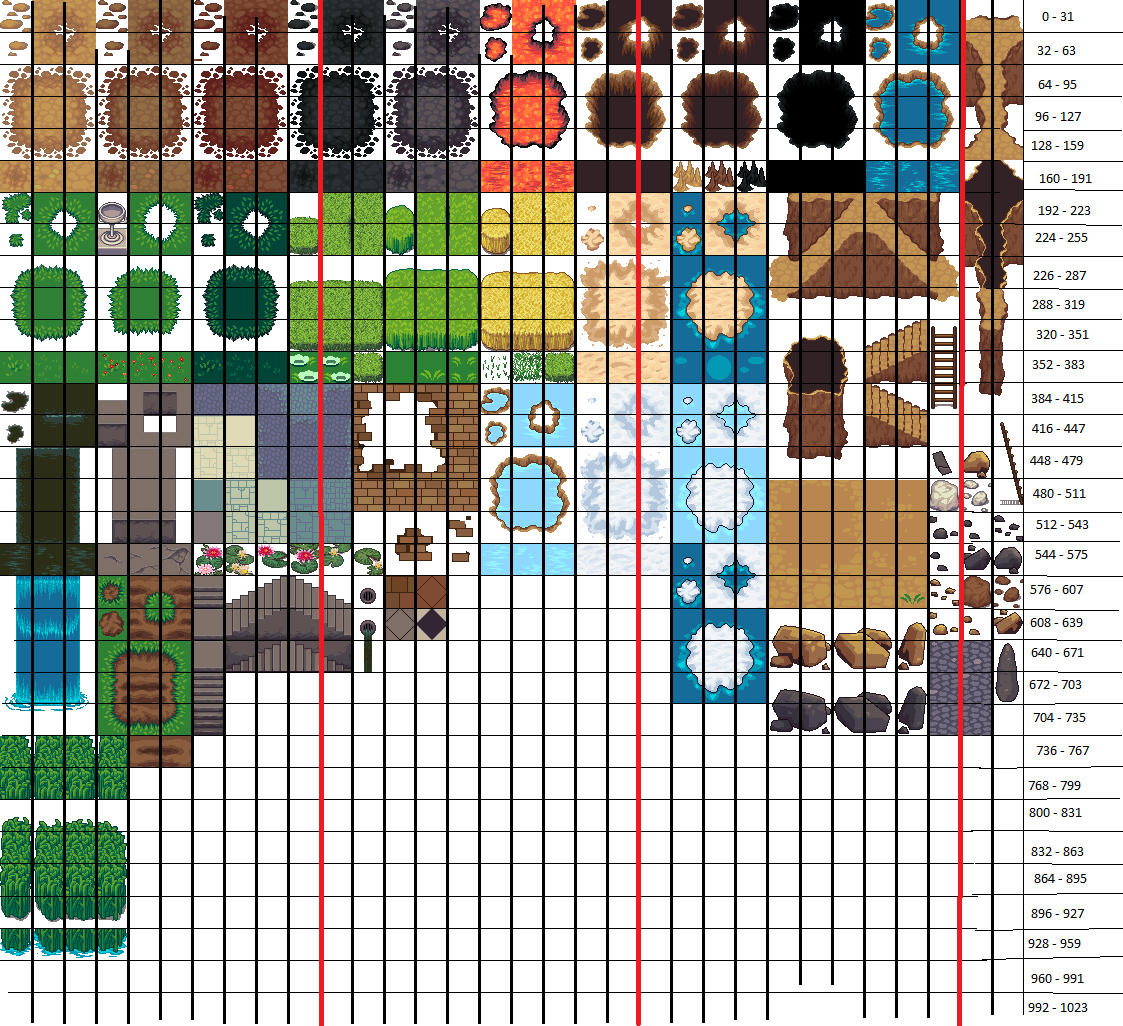 0 - 31
32 - 63
64 - 95
96 - 127
128 - 159
160 - 191
192 - 223
224 - 255
226 - 287
288 - 319
320 - 351
352 - 383
384 - 415
416 - 447
448 - 479
480 - 511
512 - 543
544 - 575
576 - 607
608 - 639
640 - 671
672 - 703
704 - 735
736 - 767
768 - 799
800 - 831
832 - 863
864 - 895
896 - 927
928 - 959
960 - 991
992 - 1023